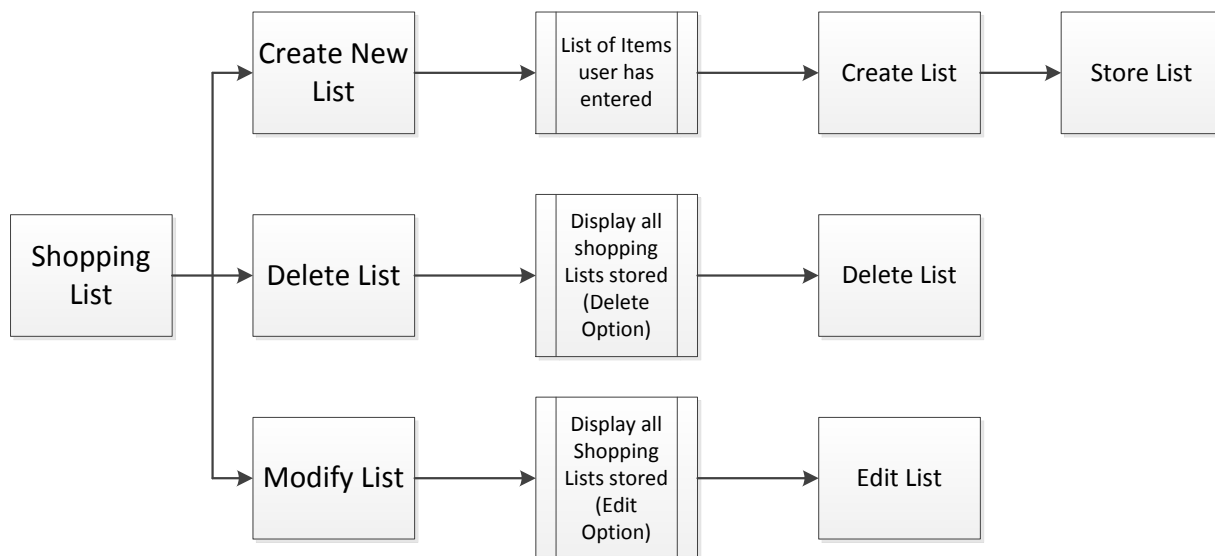 Create New
List
List of Items
user has
entered
Create List
Store List
Shopping
List
Delete List
Display all
shopping
Lists stored
(Delete
Option)
Delete List
Modify List
Display all
Shopping
Lists stored
(Edit
Option)
Edit List